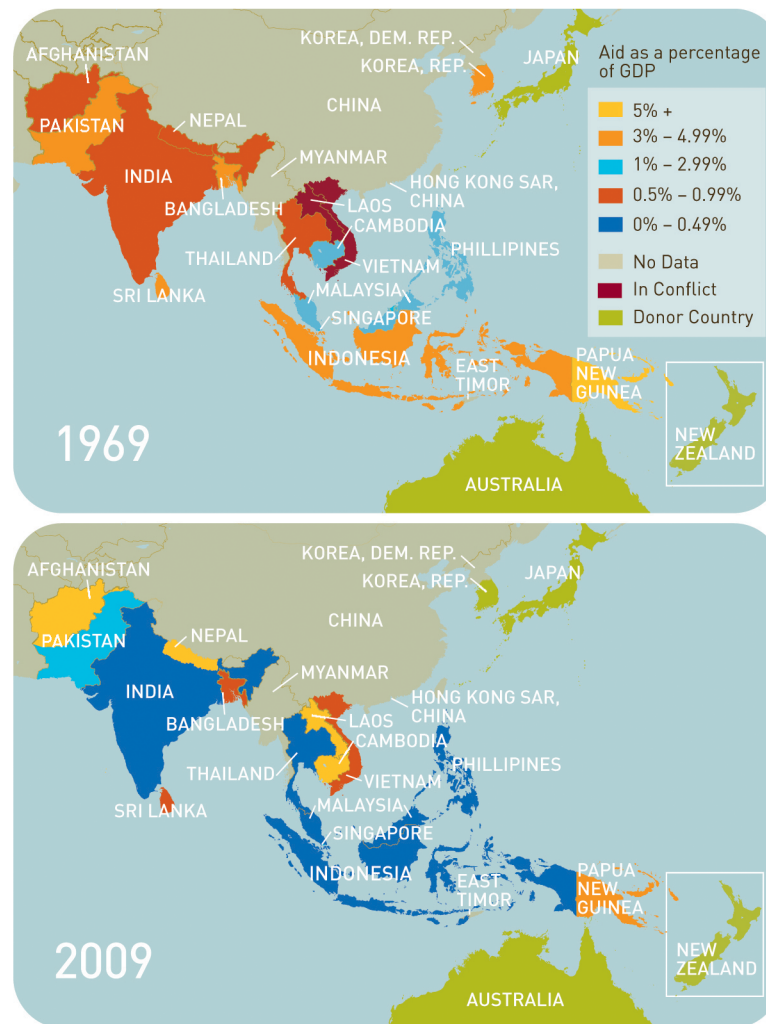 AFGHANISTAN
KOREA, DEM. REP.
KOREA, REP.
JAPAN
CHINA
PAKISTAN
NEPAL
INDIA
MYANMAR
BANGLADESH
HONG KONG SAR,
CHINA
LAOS
CAMBODIA
THAILAND
VIETNAM
PHILLIPINES
SRI LANKA
MALAYSIA
SINGAPORE
INDONESIA
EAST
TIMOR
PAPUA
NEW
GUINEA
NEW
ZEALAND
AUSTRALIA
1969
Aid as a percentage
of GDP
5% +
3% – 4.99%
1% – 2.99%
0.5% – 0.99%
0% – 0.49%
No Data
In Conflict
Donor Country
AFGHANISTAN
KOREA, DEM. REP.
KOREA, REP.
JAPAN
CHINA
PAKISTAN
NEPAL
INDIA
MYANMAR
BANGLADESH
HONG KONG SAR,
CHINA
LAOS
CAMBODIA
THAILAND
VIETNAM
PHILLIPINES
SRI LANKA
MALAYSIA
SINGAPORE
INDONESIA
EAST
TIMOR
PAPUA
NEW
GUINEA
NEW
ZEALAND
AUSTRALIA
2009